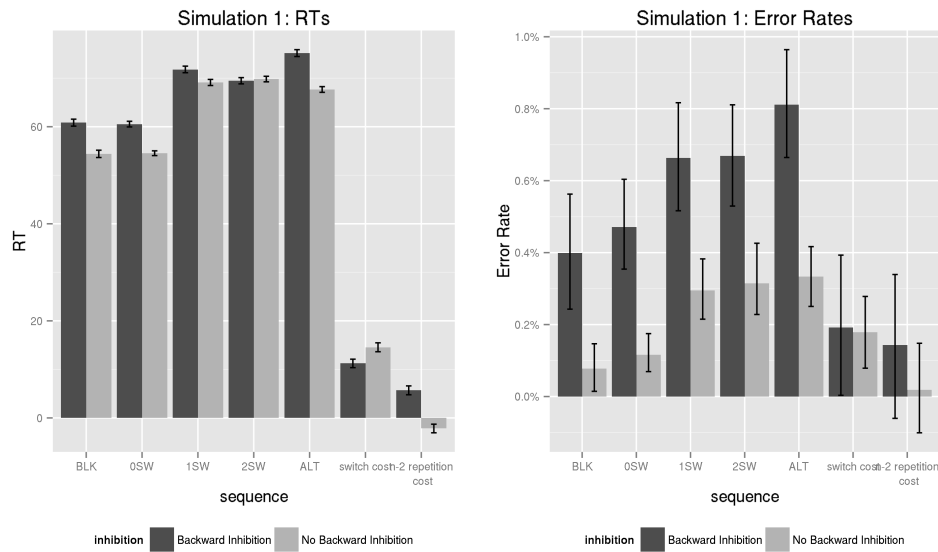 Simulation 1: RTs
RT
60
40
20
0
BLK 0SW 1SW 2SW ALT switch cost n-2 repetition
cost
sequence
inhibition Backward Inhibition No Backward Inhibition
Simulation 1: Error Rates
Error Rate
1.0%
0.8%
0.6%
0.4%
0.2%
0.0%
BLK 0SW 1SW 2SW ALT switch cost n-2 repetition
cost
sequence
inhibition Backward Inhibition No Backward Inhibition